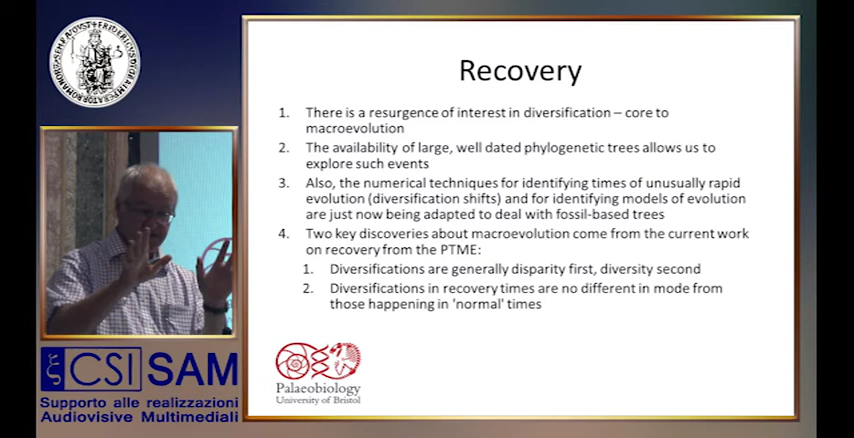 Recovery
1. There is a resurgence of interest in diversification – core to
macroevolution
2. The availability of large, well dated phylogenetic trees allows us to
explore such events
3. Also, the numerical techniques for identifying times of unusually rapid
evolution (diversification shifts) and for identifying models of evolution
are just now being adapted to deal with fossil-based trees
4. Two key discoveries about macroevolution come from the current work
on recovery from the PTME:
1. Diversifications are generally disparity first, diversity second
2. Diversifications in recovery times are no different in mode from
those happening in 'normal' times
Palaeobiology
University of Bristol
CSI SAM
Supporto alle realizzazioni
Audiovisive Multimediali